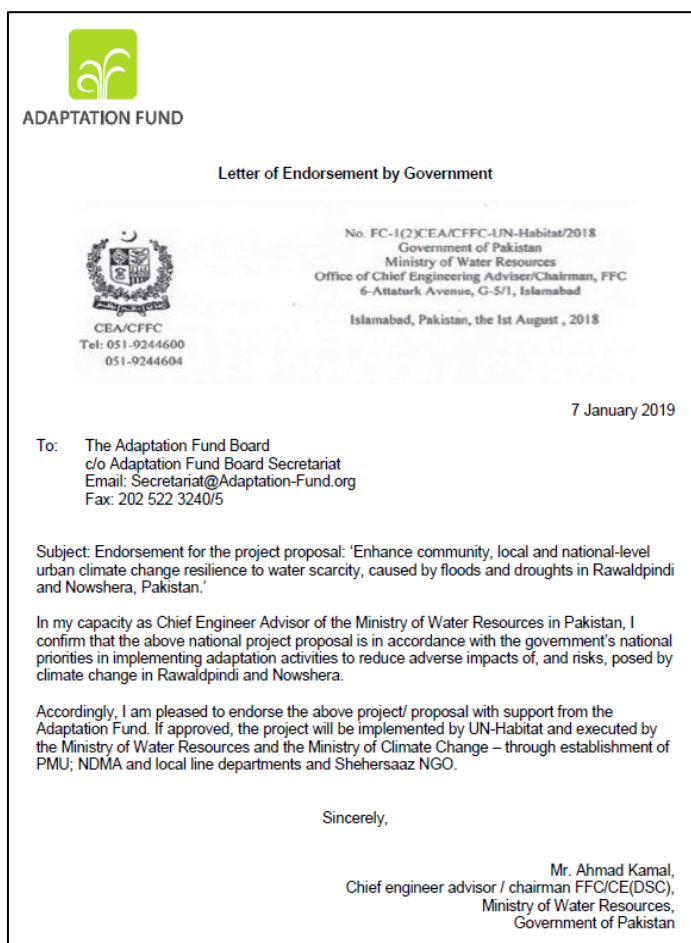 ADAPTATION FUND
Letter of Endorsement by Government
No. FC-1(2)CEA/CFFC-UN-Habitat/2018
Government of Pakistan
Ministry of Water Resources
Office of Chief Engineering Adviser/Chairman, FFC
6-Attaturk Avenue, G-5/1, Islamabad
Islamabad, Pakistan, the 1st August , 2018
CEA/CFFC
Tel: 051-9244600
051-9244604
7 January 2019
To: The Adaptation Fund Board
c/o Adaptation Fund Board Secretariat
Email: Secretariat@Adaptation-Fund.org
Fax: 202 522 3240/5
Subject: Endorsement for the project proposal: ‘Enhance community, local and national-level
urban climate change resilience to water scarcity, caused by floods and droughts in Rawaldpindi
and Nowshera, Pakistan.’
In my capacity as Chief Engineer Advisor of the Ministry of Water Resources in Pakistan, I
confirm that the above national project proposal is in accordance with the government’s national
priorities in implementing adaptation activities to reduce adverse impacts of, and risks, posed by
climate change in Rawaldpindi and Nowshera.
Accordingly, I am pleased to endorse the above project/ proposal with support from the
Adaptation Fund. If approved, the project will be implemented by UN-Habitat and executed by
the Ministry of Water Resources and the Ministry of Climate Change – through establishment of
PMU; NDMA and local line departments and Shehersaaz NGO.
Sincerely,
Mr. Ahmad Kamal,
Chief engineer advisor / chairman FFC/CE(DSC),
Ministry of Water Resources,
Government of Pakistan